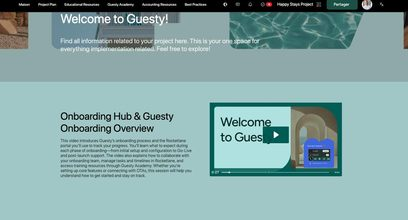 Maison Project Plan Educational Resources Guesty Academy Accounting Resources Best Practices Happy Stays Project Partager
Welcome to Guesty!
Find all information related to your project here. This is your one space for
everything implementation related. Feel free to explore!
Onboarding Hub & Guesty
Onboarding Overview
This video introduces Guesty's onboarding process and the Rocketlane
portal you'll use to track your progress. You'll learn what to expect during
each phase of onboarding—from initial setup and configuration to Go-Live
and post-launch support. The video also explains how to collaborate with
your onboarding team, manage tasks and timelines in Rocketlane, and
access training resources through Guesty Academy. Whether you're
setting up core features or connecting with OTAs, this session will help you
understand how to get started and stay on track.
Welcome
to Guesty